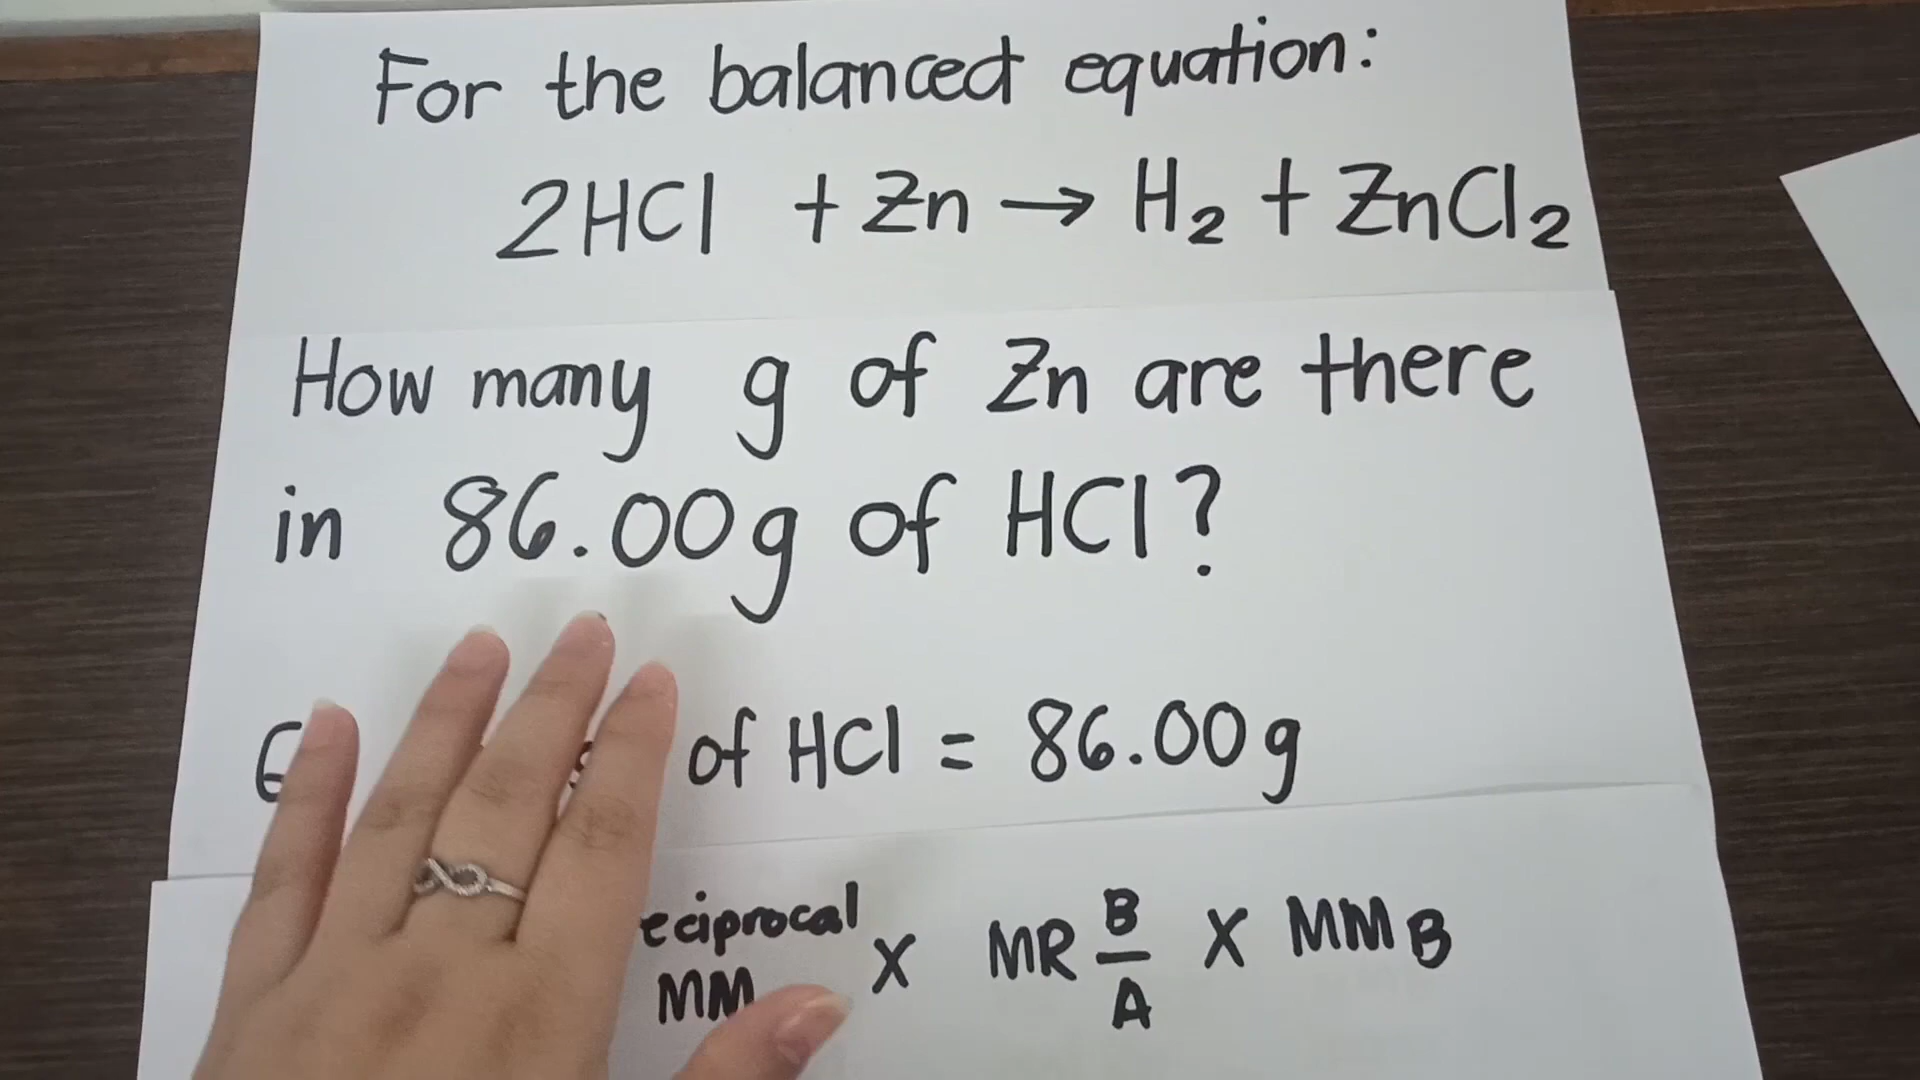 For the balanced equation:
2HCl + Zn → H₂ + ZnCl₂
How many g of Zn are there
in 86.00g of HCl?
of HCl = 86.00g
eciprocal
MM X MR B/A X MM B